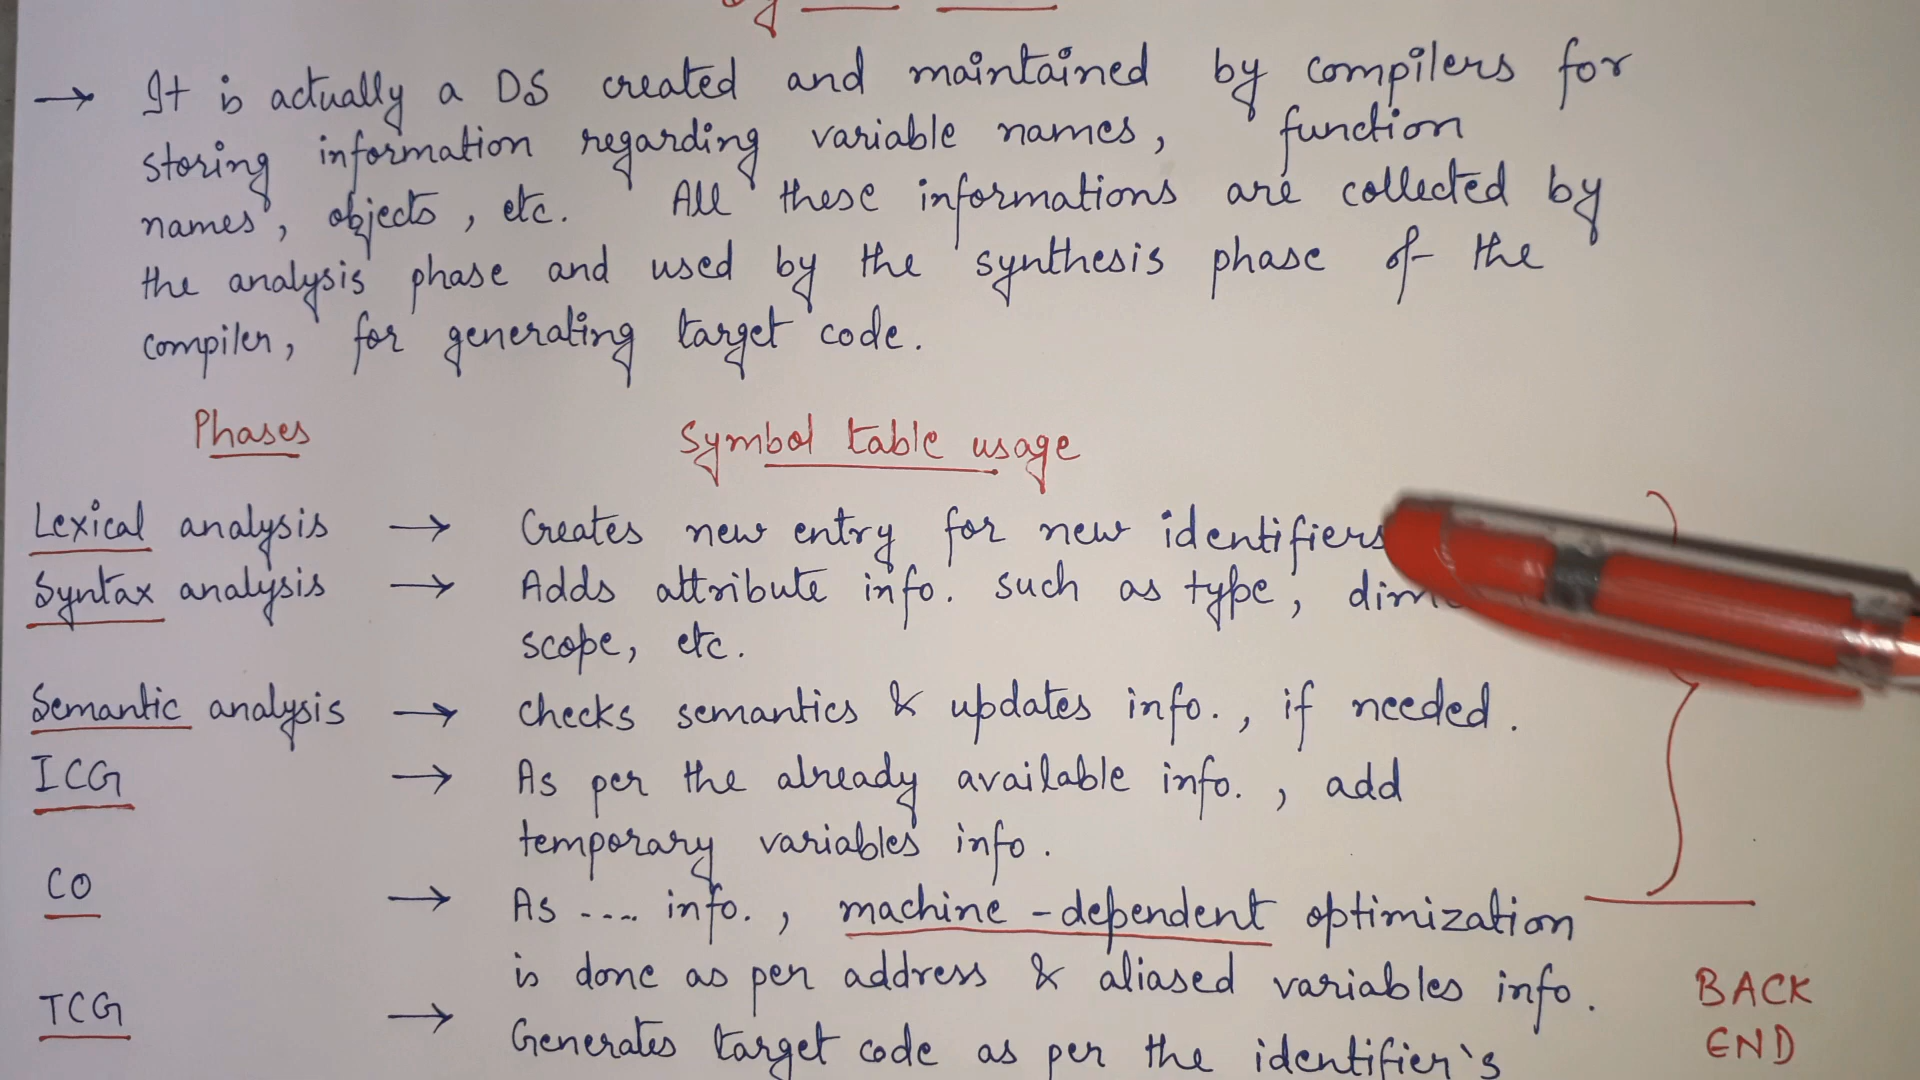 → It is actually a DS created and maintained by compilers for
storing information regarding variable names, function
names, objects, etc. All these informations are collected by
the analysis phase and used by the synthesis phase of the
compiler, for generating target code.
Phases Symbol table usage
Lexical analysis → Creates new entry for new identifiers
Syntax analysis → Adds attribute info. such as type,
scope, etc.
Semantic analysis → checks semantics & updates info., if needed.
ICG → As per the already available info., add
temporary variables info.
CO → As .... info., machine-dependent optimization
is done as per address & aliased variables info.
TCG → Generates target code as per the identifier's
BACK
END